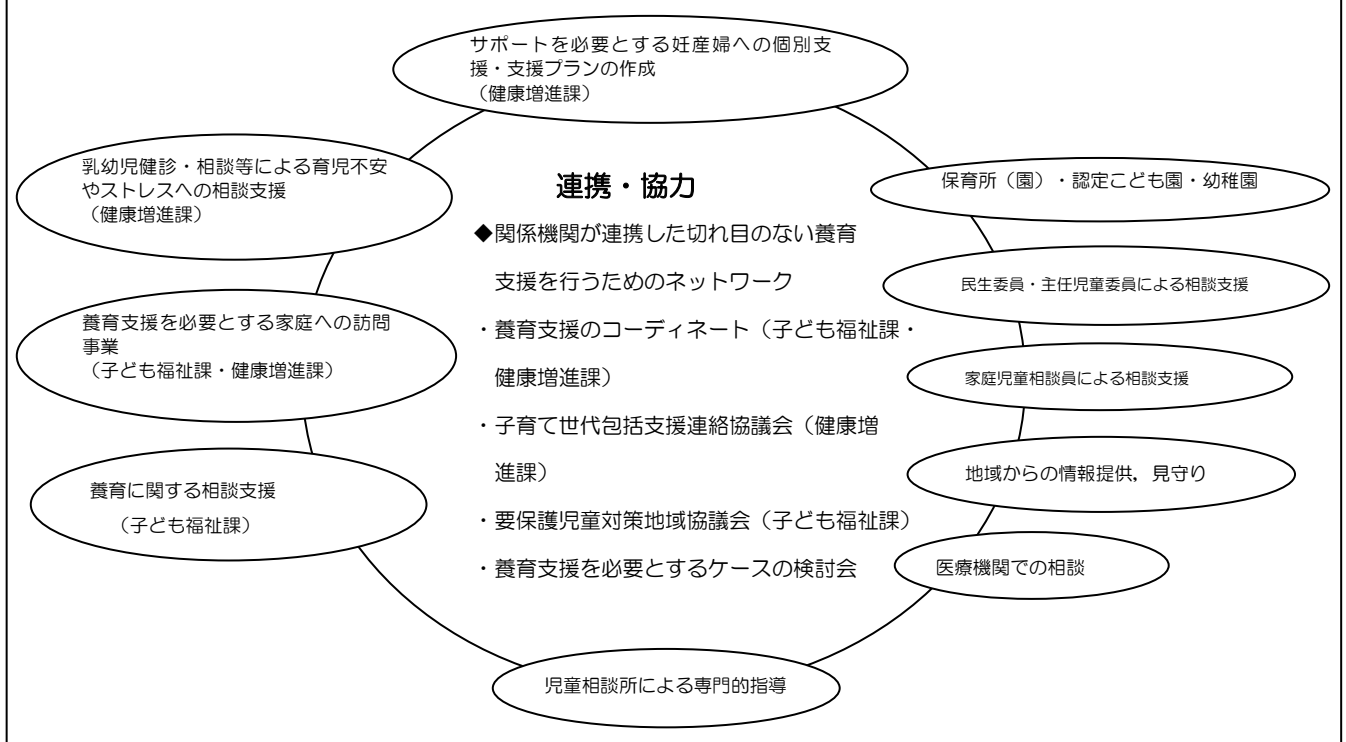 サポートを必要とする妊産婦への個別支
援・支援プランの作成
（健康増進課）
乳幼児健診・相談等による育児不安
やストレスへの相談支援
（健康増進課）
養育支援を必要とする家庭への訪問
事業
（子ども福祉課・健康増進課）
養育に関する相談支援
（子ども福祉課）
連携・協力
◆関係機関が連携した切れ目のない養育
支援を行うためのネットワーク
・養育支援のコーディネート（子ども福祉課・
健康増進課）
・子育て世代包括支援連絡協議会（健康増
進課）
・要保護児童対策地域協議会（子ども福祉課）
・養育支援を必要とするケースの検討会
保育所（園）・認定こども園・幼稚園
民生委員・主任児童委員による相談支援
家庭児童相談員による相談支援
地域からの情報提供，見守り
医療機関での相談
児童相談所による専門的指導